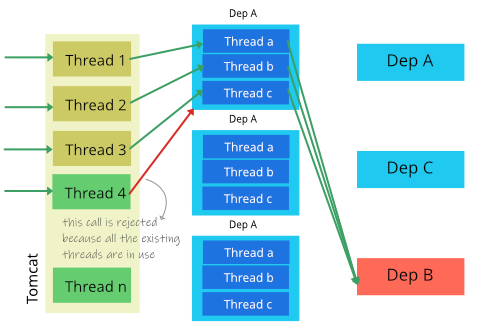 Tomcat
Thread 1
Thread 2
Thread 3
Thread 4
this call is rejected
because all the existing
threads are in use
Thread n
Dep A
Thread a
Thread b
Thread c
Dep A
Thread a
Thread b
Thread c
Dep A
Thread a
Thread b
Thread c
Dep A
Dep C
Dep B